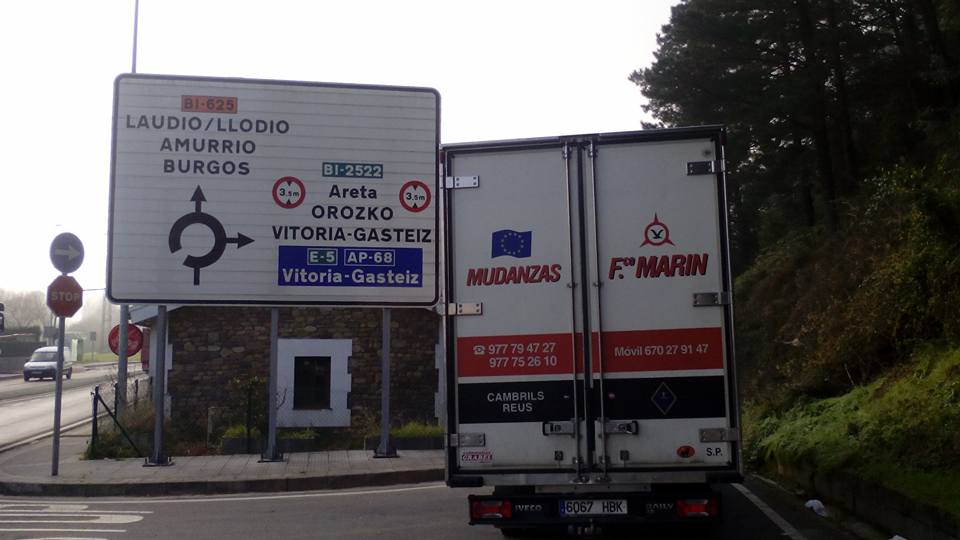 BI-625
LAUDIO/LLODIO
AMURRIO
BURGOS
BI-2522
3,5m
Areta
3,5m
OROZKO
VITORIA-GASTEIZ
E-5 AP-68
Vitoria-Gasteiz
STOP
MUDANZAS
F.co MARIN
977 79 47 27
977 75 26 10
Móvil 670 27 91 47
CAMBRILS
REUS
S.P.
IVECO
6067 HBK
DAILY